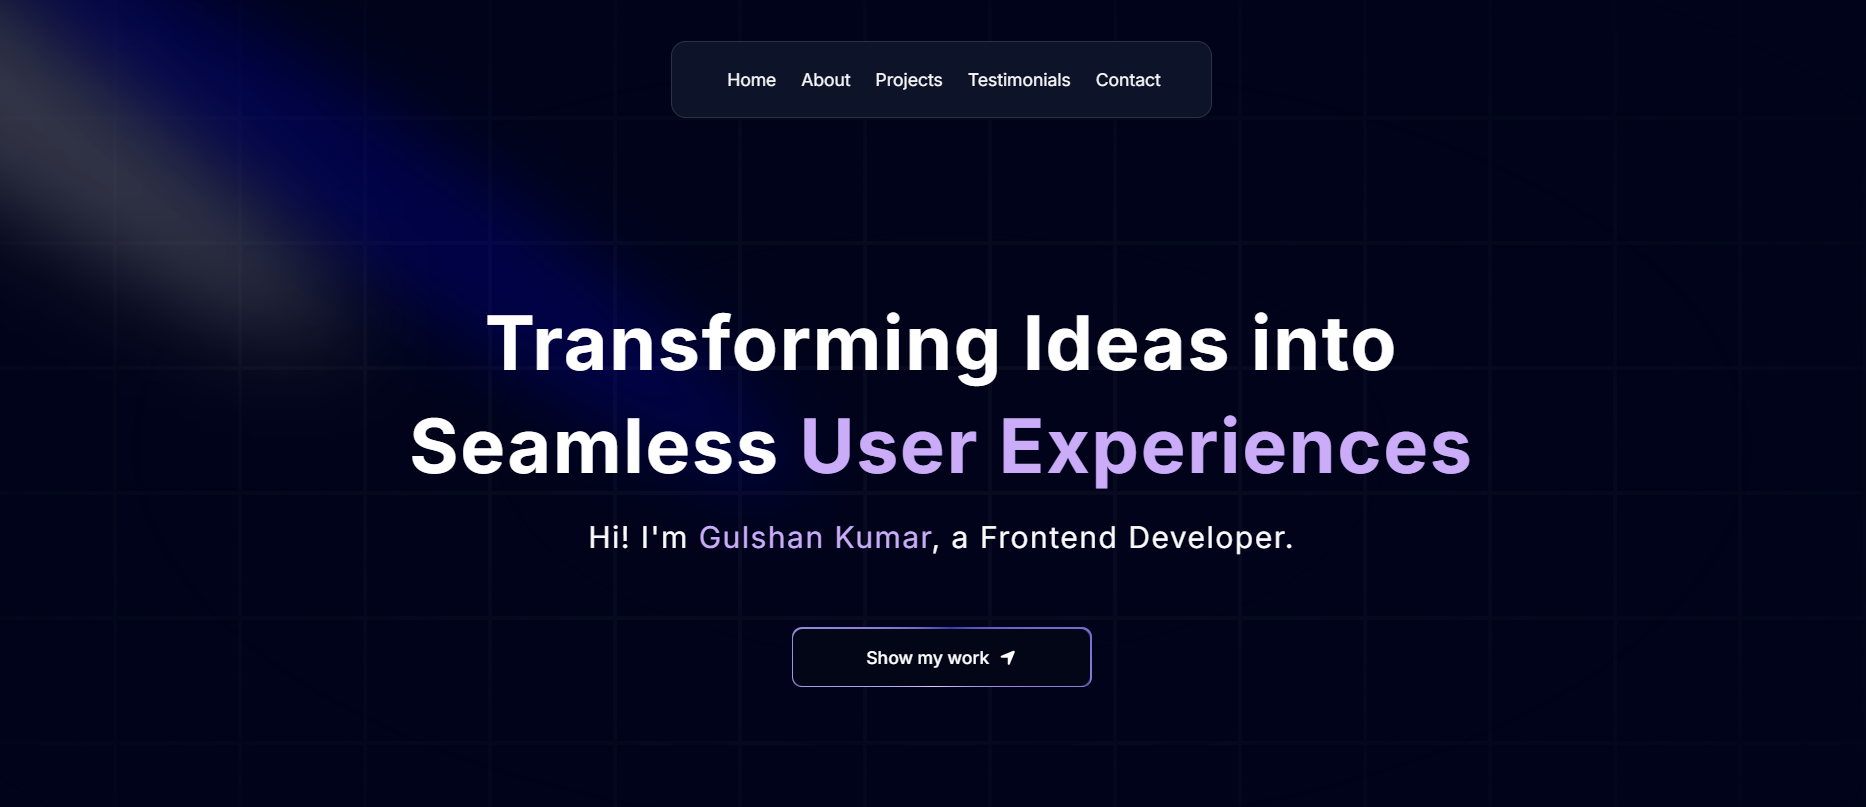 Home About Projects Testimonials Contact
Transforming Ideas into
Seamless User Experiences
Hi! I'm Gulshan Kumar, a Frontend Developer.
Show my work